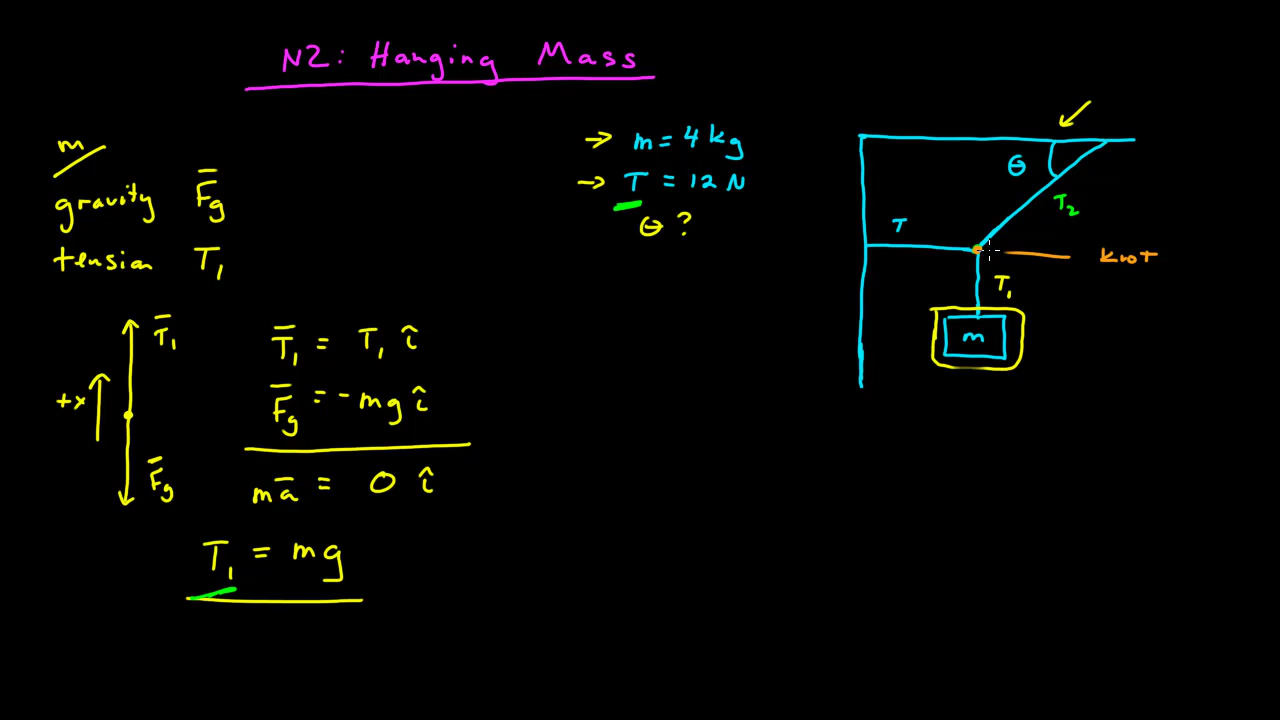 N2: Hanging Mass
m
gravity F̅g
tension T₁
T̅₁
+x
F̅g
T̅₁ = T₁ î
F̅g = -mg î
ma̅ = 0 î
T₁ = mg
→ m = 4 kg
→ T = 12 N
θ ?
θ
T₂
T
knot
T₁
m